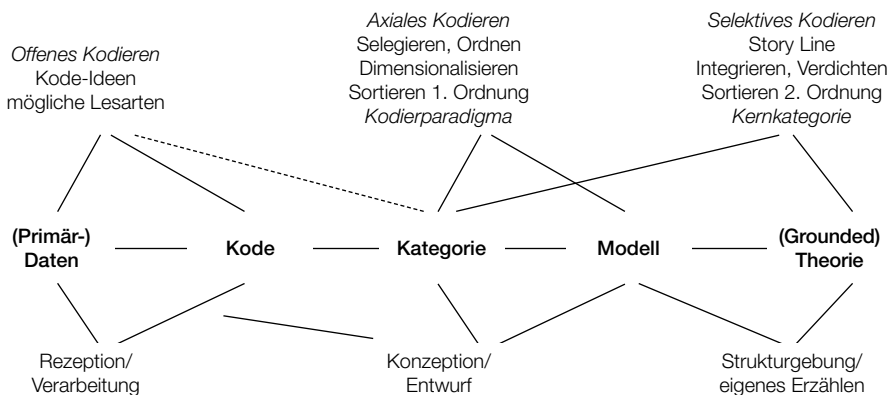 Offenes Kodieren
Kode-Ideen
mögliche Lesarten
Axiales Kodieren
Selegieren, Ordnen
Dimensionalisieren
Sortieren 1. Ordnung
Kodierparadigma
Selektives Kodieren
Story Line
Integrieren, Verdichten
Sortieren 2. Ordnung
Kernkategorie
(Primär-)
Daten
Kode
Kategorie
Modell
(Grounded)
Theorie
Rezeption/
Verarbeitung
Konzeption/
Entwurf
Strukturgebung/
eigenes Erzählen